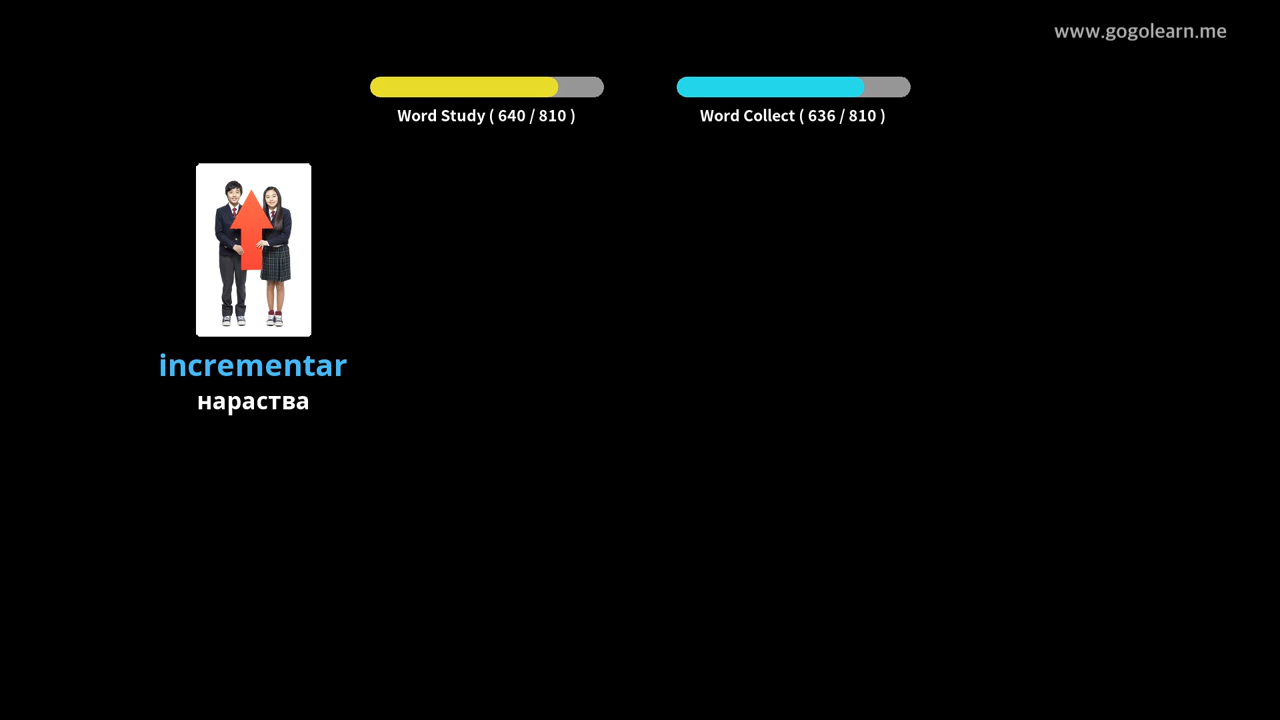 www.gogolearn.me
Word Study ( 640 / 810 )
Word Collect ( 636 / 810 )
incrementar
нараства